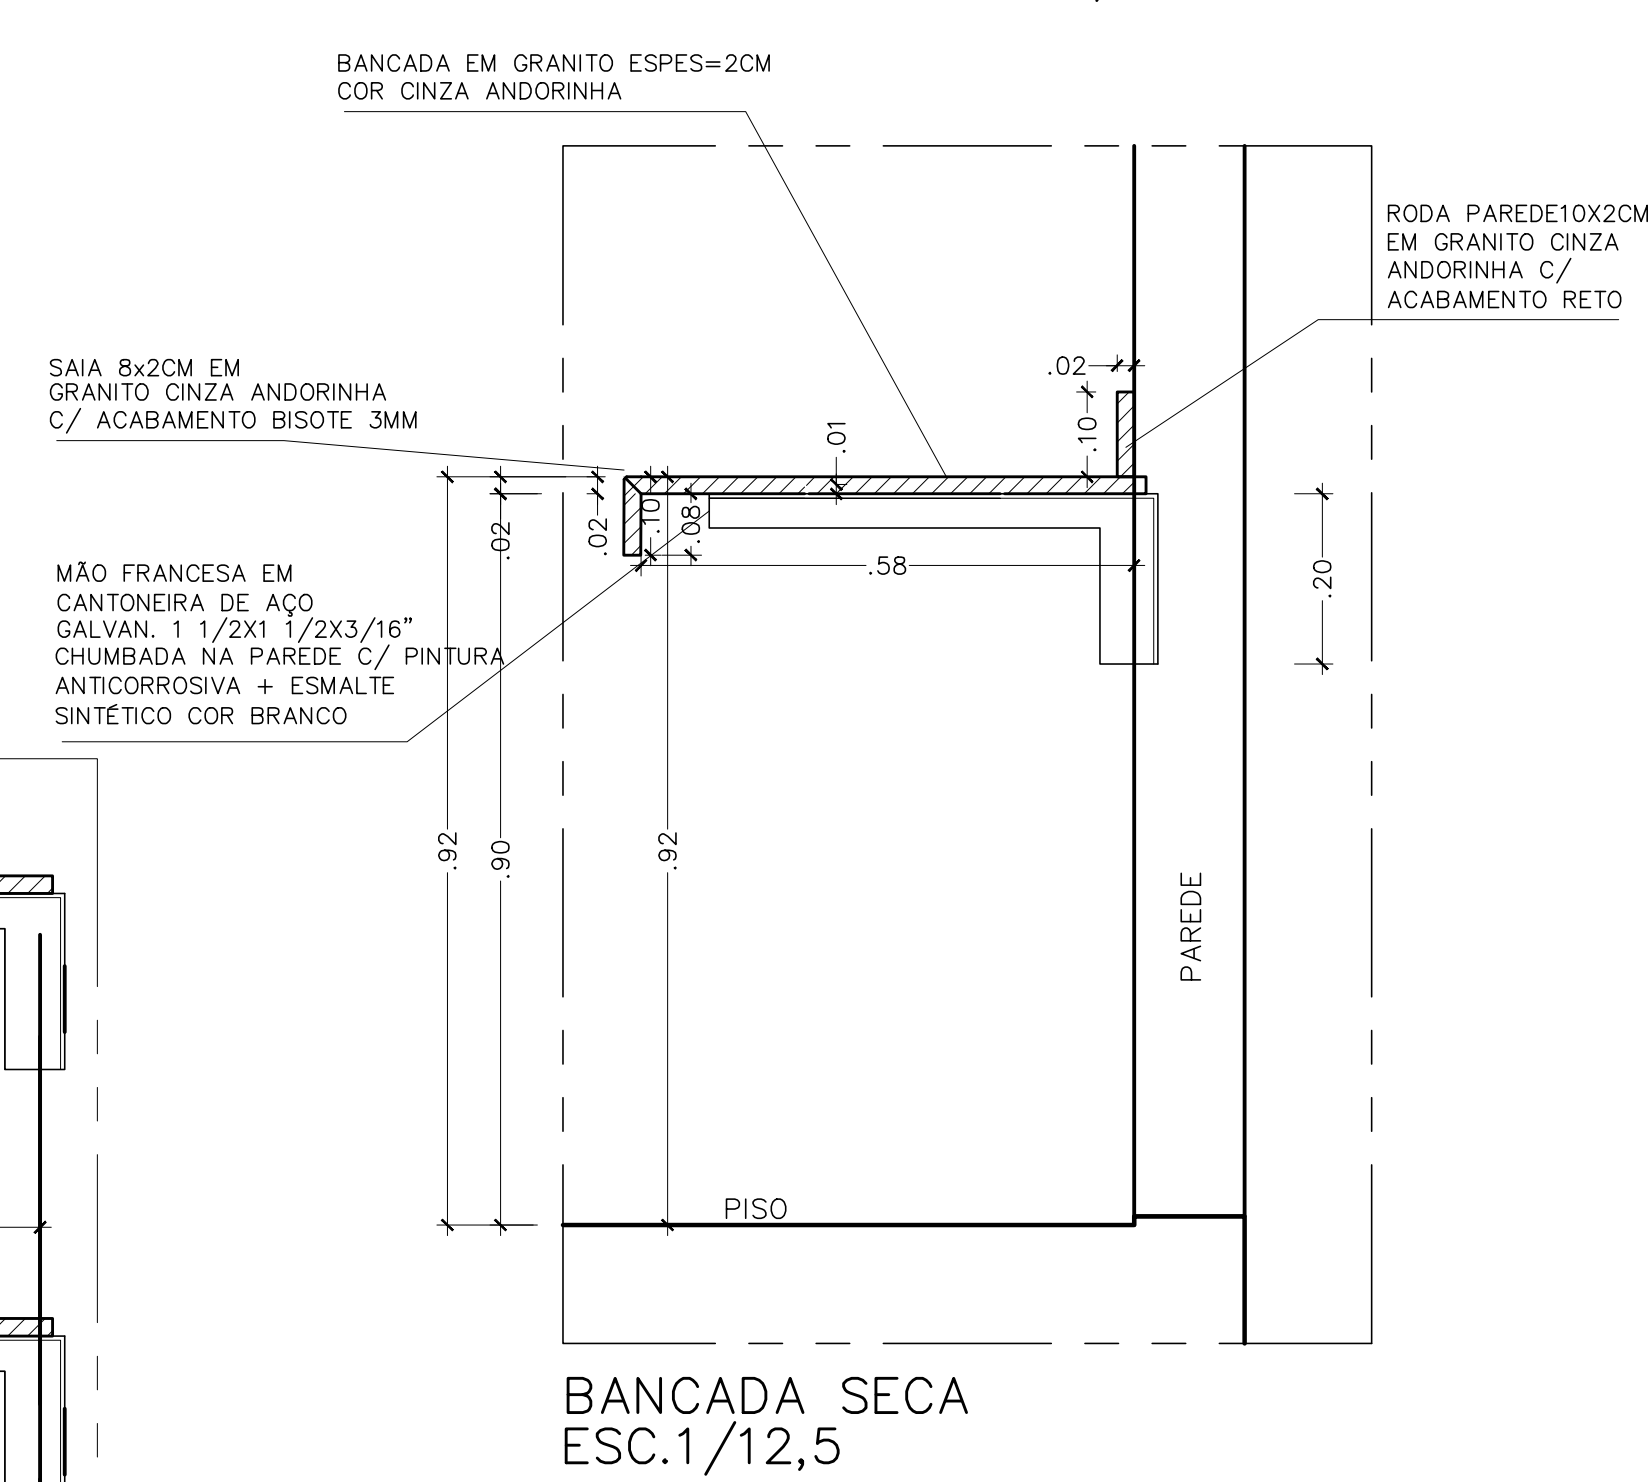 BANCADA EM GRANITO ESPES=2CM
COR CINZA ANDORINHA
RODA PAREDE10X2CM
EM GRANITO CINZA
ANDORINHA C/
ACABAMENTO RETO
SAIA 8x2CM EM
GRANITO CINZA ANDORINHA
C/ ACABAMENTO BISOTE 3MM
.02
.10
.01
.02
.02
.10
.08
.58
.20
MÃO FRANCESA EM
CANTONEIRA DE AÇO
GALVAN. 1 1/2X1 1/2X3/16”
CHUMBADA NA PAREDE C/ PINTURA
ANTICORROSIVA + ESMALTE
SINTÉTICO COR BRANCO
.92
.90
.92
PAREDE
PISO
BANCADA SECA
ESC.1/12,5